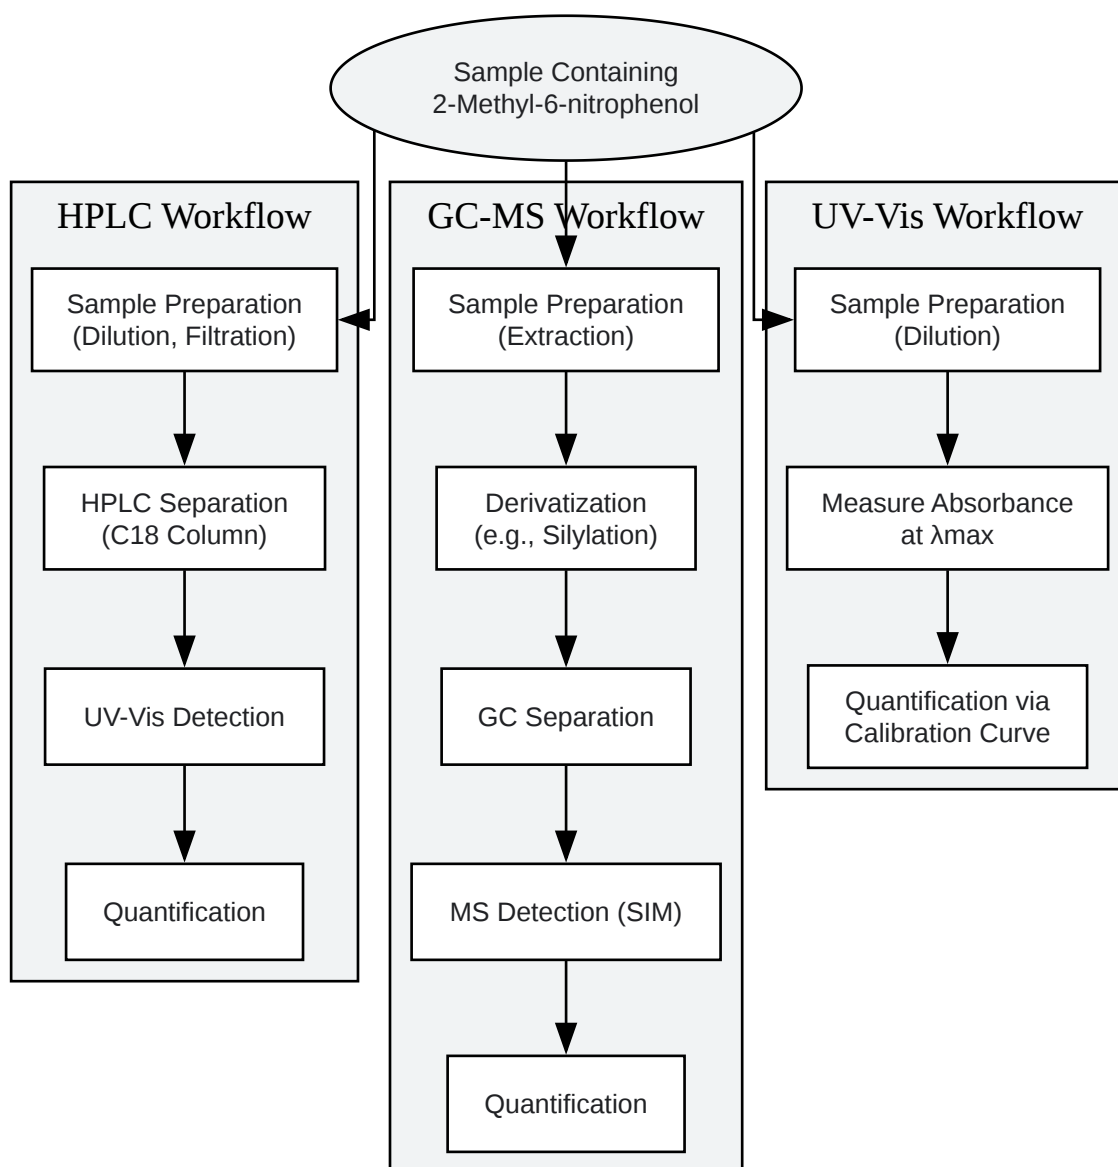 Sample Containing
2-Methyl-6-nitrophenol
HPLC Workflow
Sample Preparation
(Dilution, Filtration)
HPLC Separation
(C18 Column)
UV-Vis Detection
Quantification
GC-MS Workflow
Sample Preparation
(Extraction)
Derivatization
(e.g., Silylation)
GC Separation
MS Detection (SIM)
Quantification
UV-Vis Workflow
Sample Preparation
(Dilution)
Measure Absorbance
at λmax
Quantification via
Calibration Curve